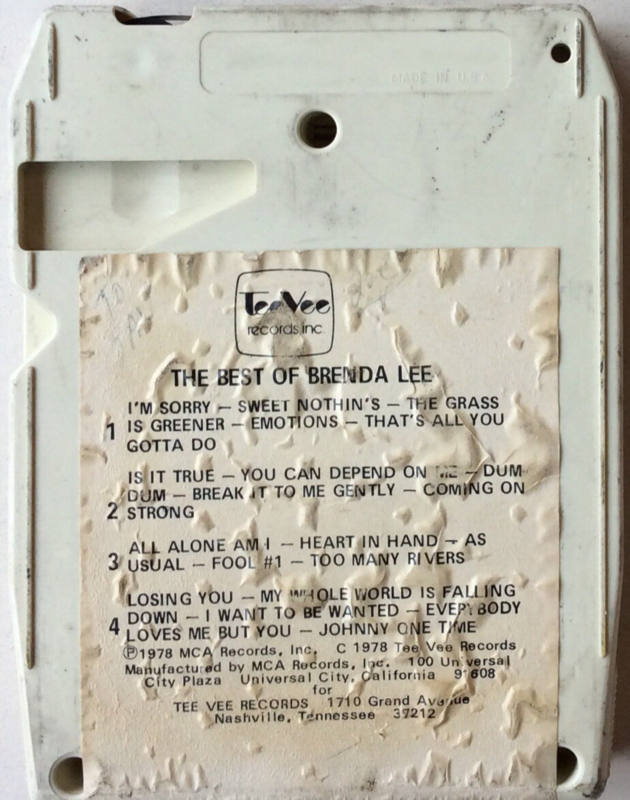 MADE IN U.S.A
TeeVee
records, inc.
THE BEST OF BRENDA LEE
I'M SORRY — SWEET NOTHIN'S — THE GRASS
1 IS GREENER — EMOTIONS — THAT'S ALL YOU
GOTTA DO
IS IT TRUE — YOU CAN DEPEND ON ME — DUM
DUM — BREAK IT TO ME GENTLY — COMING ON
2 STRONG
ALL ALONE AM I — HEART IN HAND — AS
3 USUAL — FOOL #1 — TOO MANY RIVERS
LOSING YOU — MY WHOLE WORLD IS FALLING
DOWN — I WANT TO BE WANTED — EVERYBODY
4 LOVES ME BUT YOU — JOHNNY ONE TIME
Ⓟ1978 MCA Records, Inc. C 1978 Tee Vee Records
Manufactured by MCA Records, Inc. 100 Universal
City Plaza Universal City, California 91608
for
TEE VEE RECORDS 1710 Grand Avenue
Nashville, Tennessee 37212